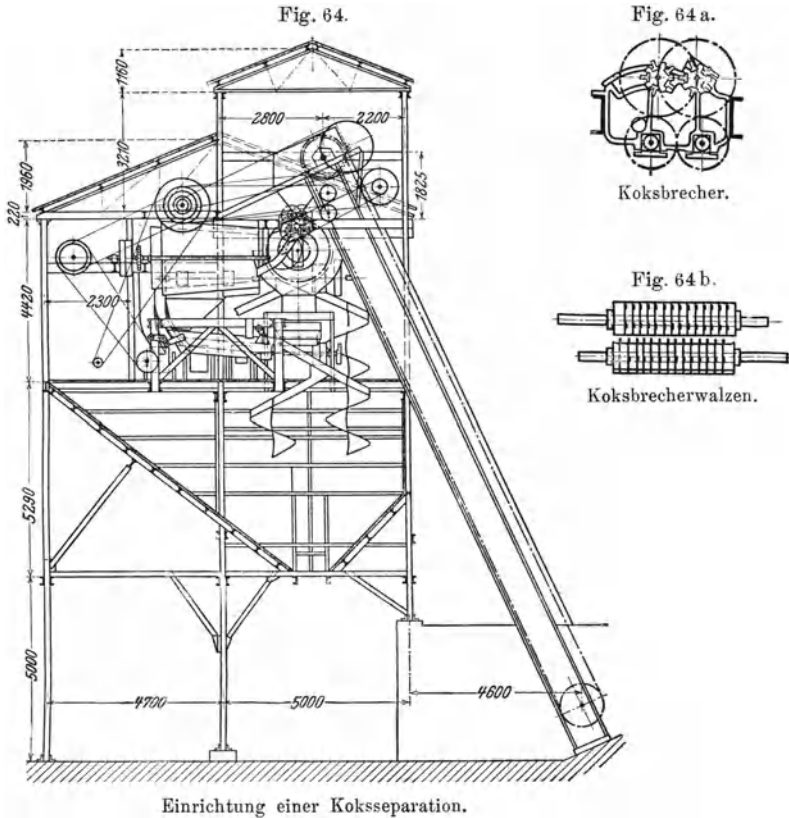 Fig. 64.
Fig. 64 a.
1160
3210
2800
2200
1960
220
1825
Koksbrecher.
Fig. 64 b.
4420
2300
Koksbrecherwalzen.
5290
5000
4700
5000
4600
Einrichtung einer Koksseparation.